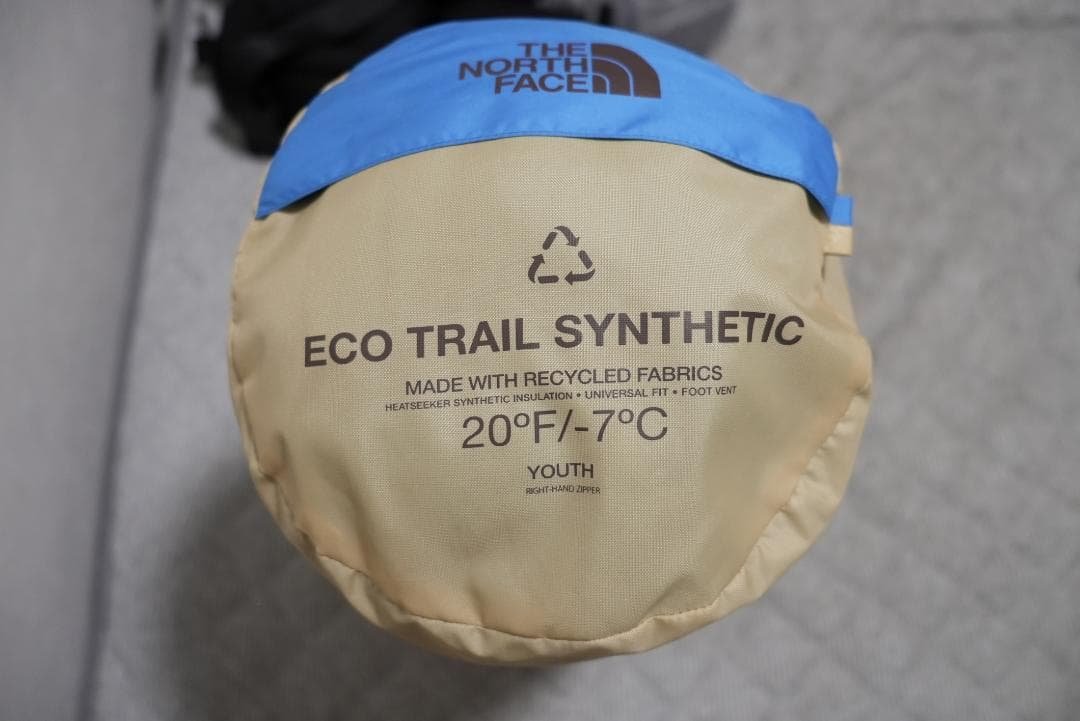 THE
NORTH
FACE
ECO TRAIL SYNTHETIC
MADE WITH RECYCLED FABRICS
HEATSEEKER SYNTHETIC INSULATION • UNIVERSAL FIT • FOOT VENT
20ºF/-7ºC
YOUTH
RIGHT-HAND ZIPPER